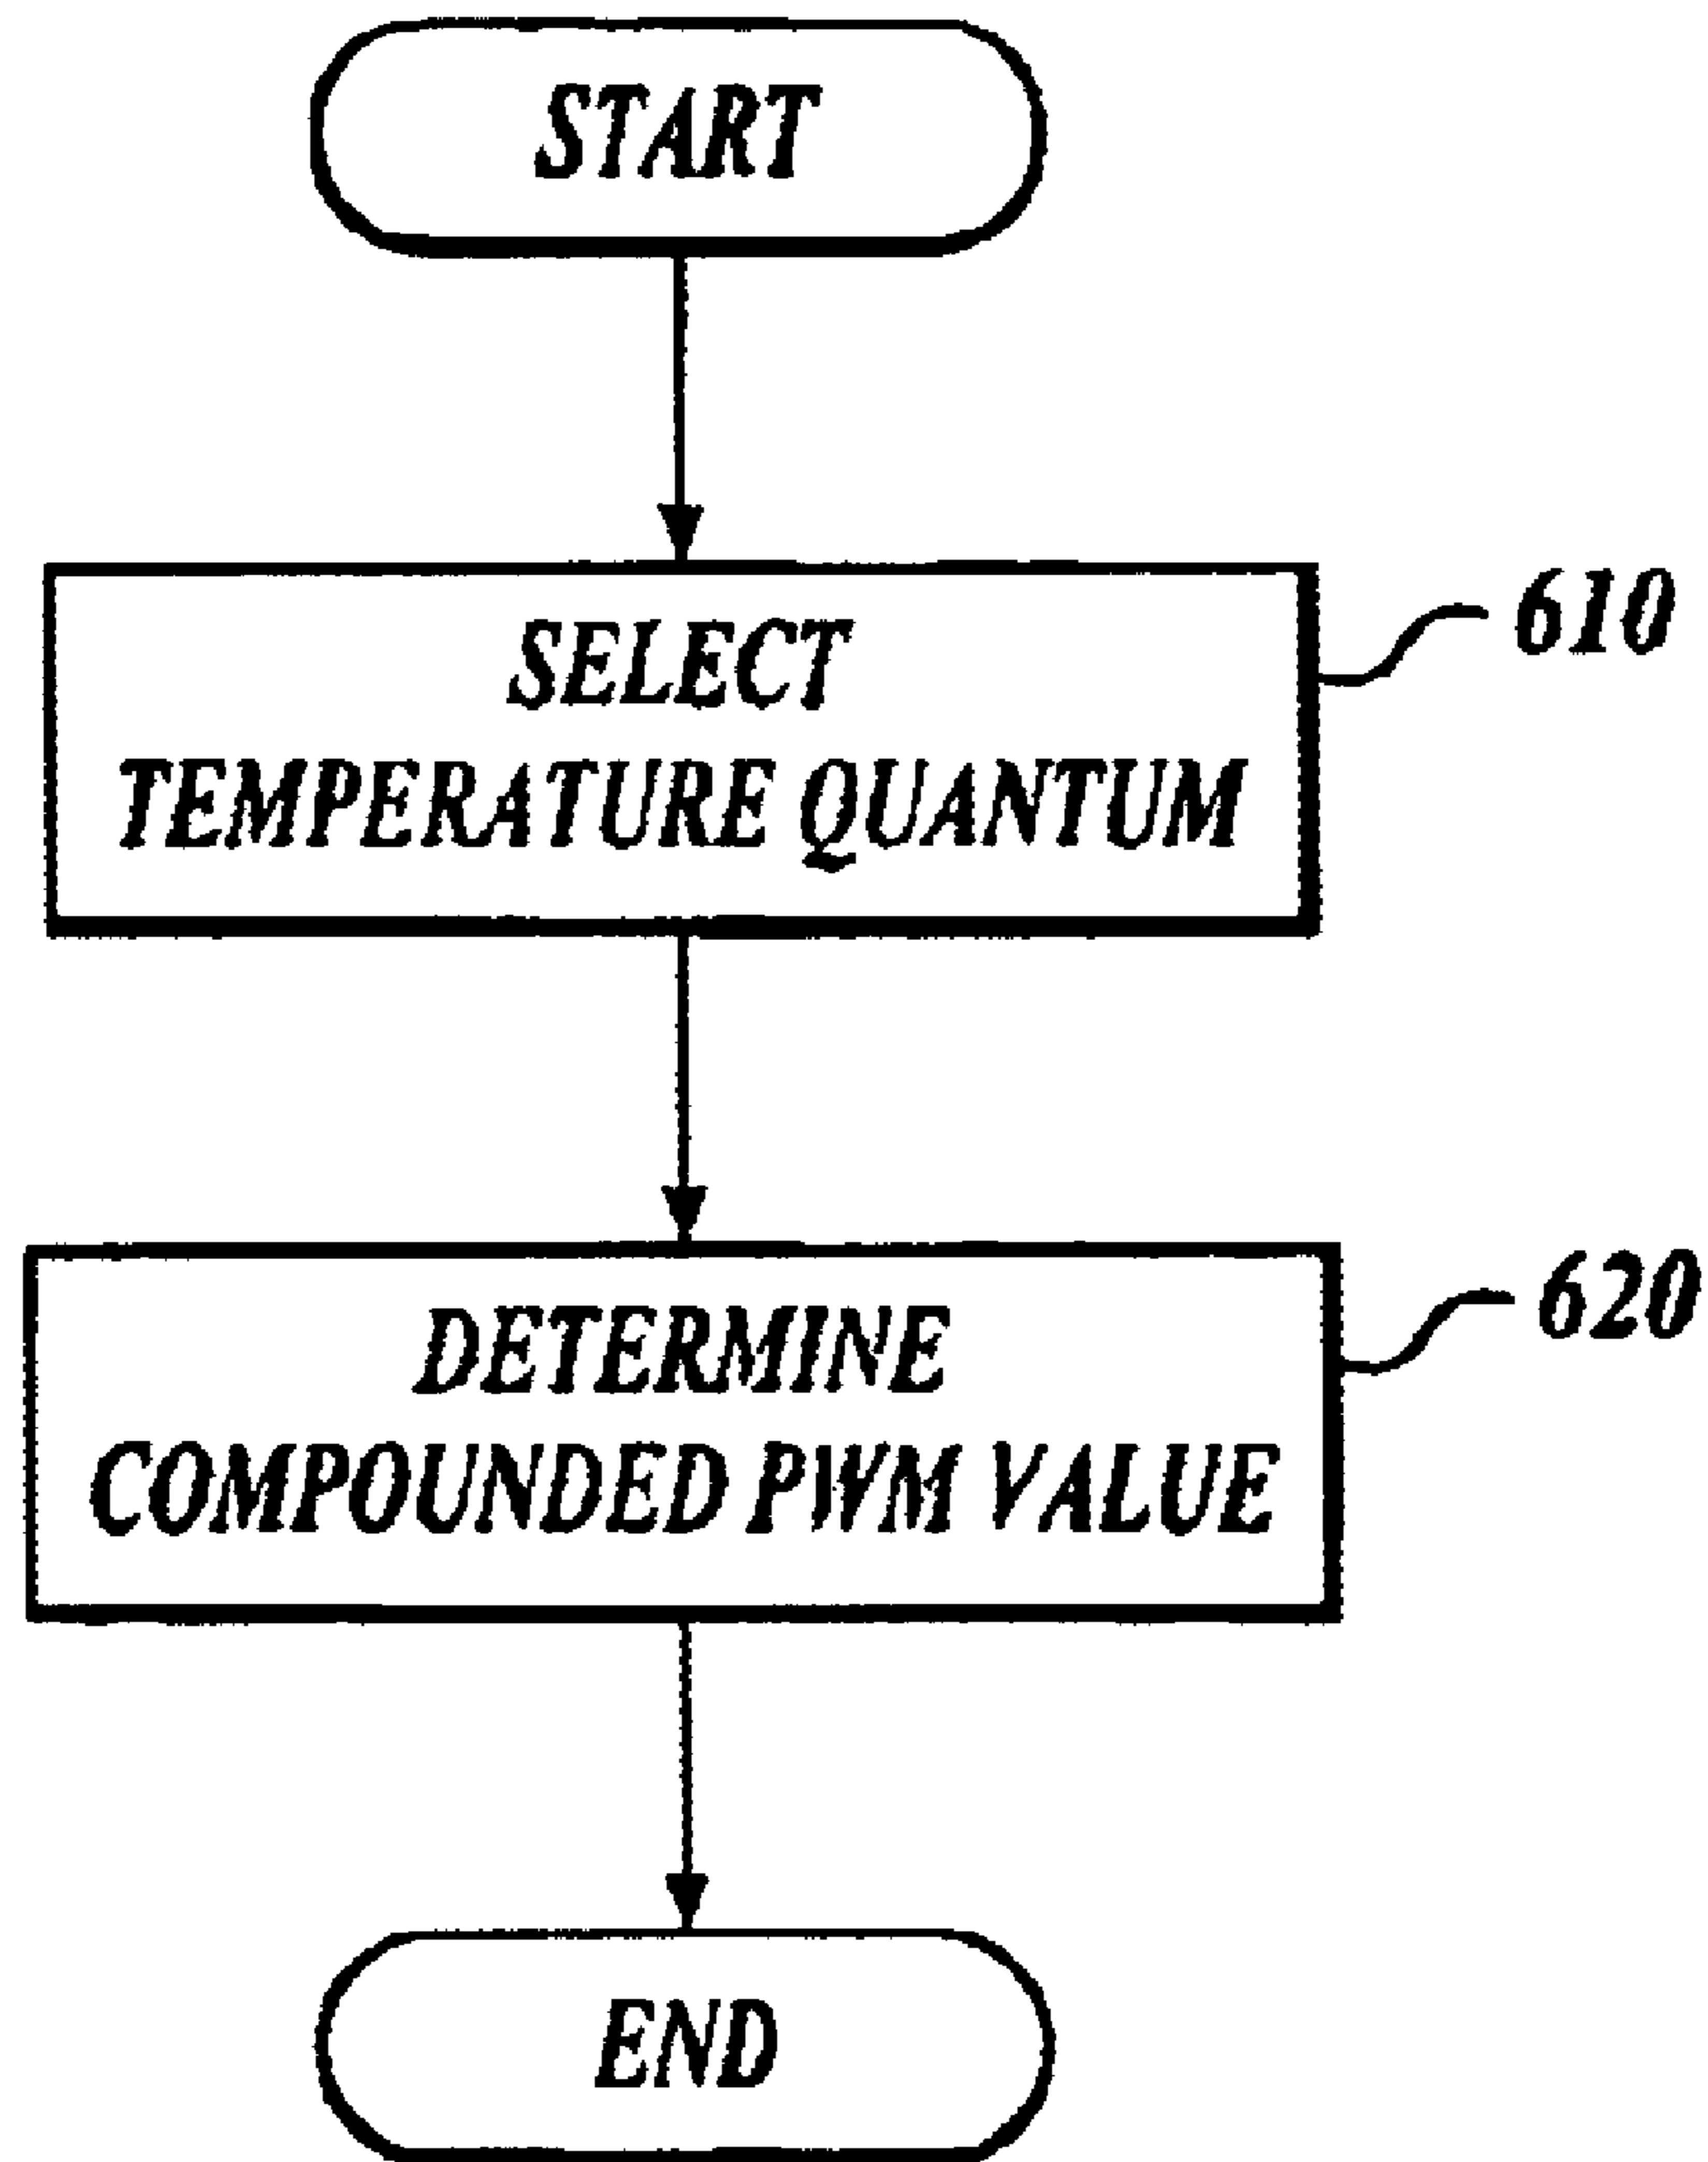 START
SELECT
TEMPERATURE QUANTUM
610
DETERMINE
COMPOUNDED PWM VALUE
620
END